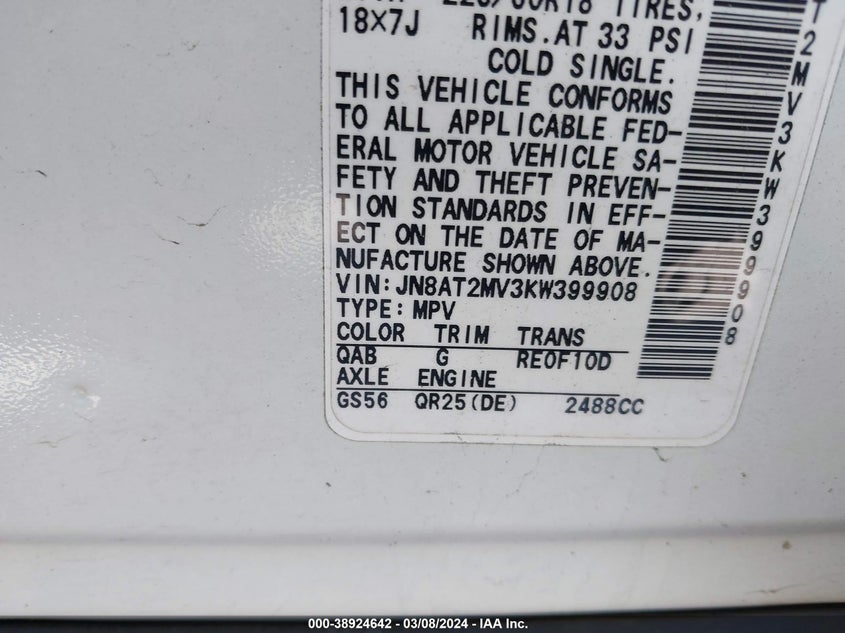 TIRES,
18X7J RIMS.AT 33 PSI
COLD SINGLE.
THIS VEHICLE CONFORMS
TO ALL APPLICABLE FED-
ERAL MOTOR VEHICLE SA-
FETY AND THEFT PREVEN-
TION STANDARDS IN EFF-
ECT ON THE DATE OF MA-
NUFACTURE SHOWN ABOVE.
VIN:JN8AT2MV3KW399908
TYPE:MPV
COLOR TRIM TRANS
QAB G RE0F10D
AXLE ENGINE
GS56 QR25(DE) 2488CC
T2MV3KW399908
000-38924642 - 03/08/2024 - IAA Inc.